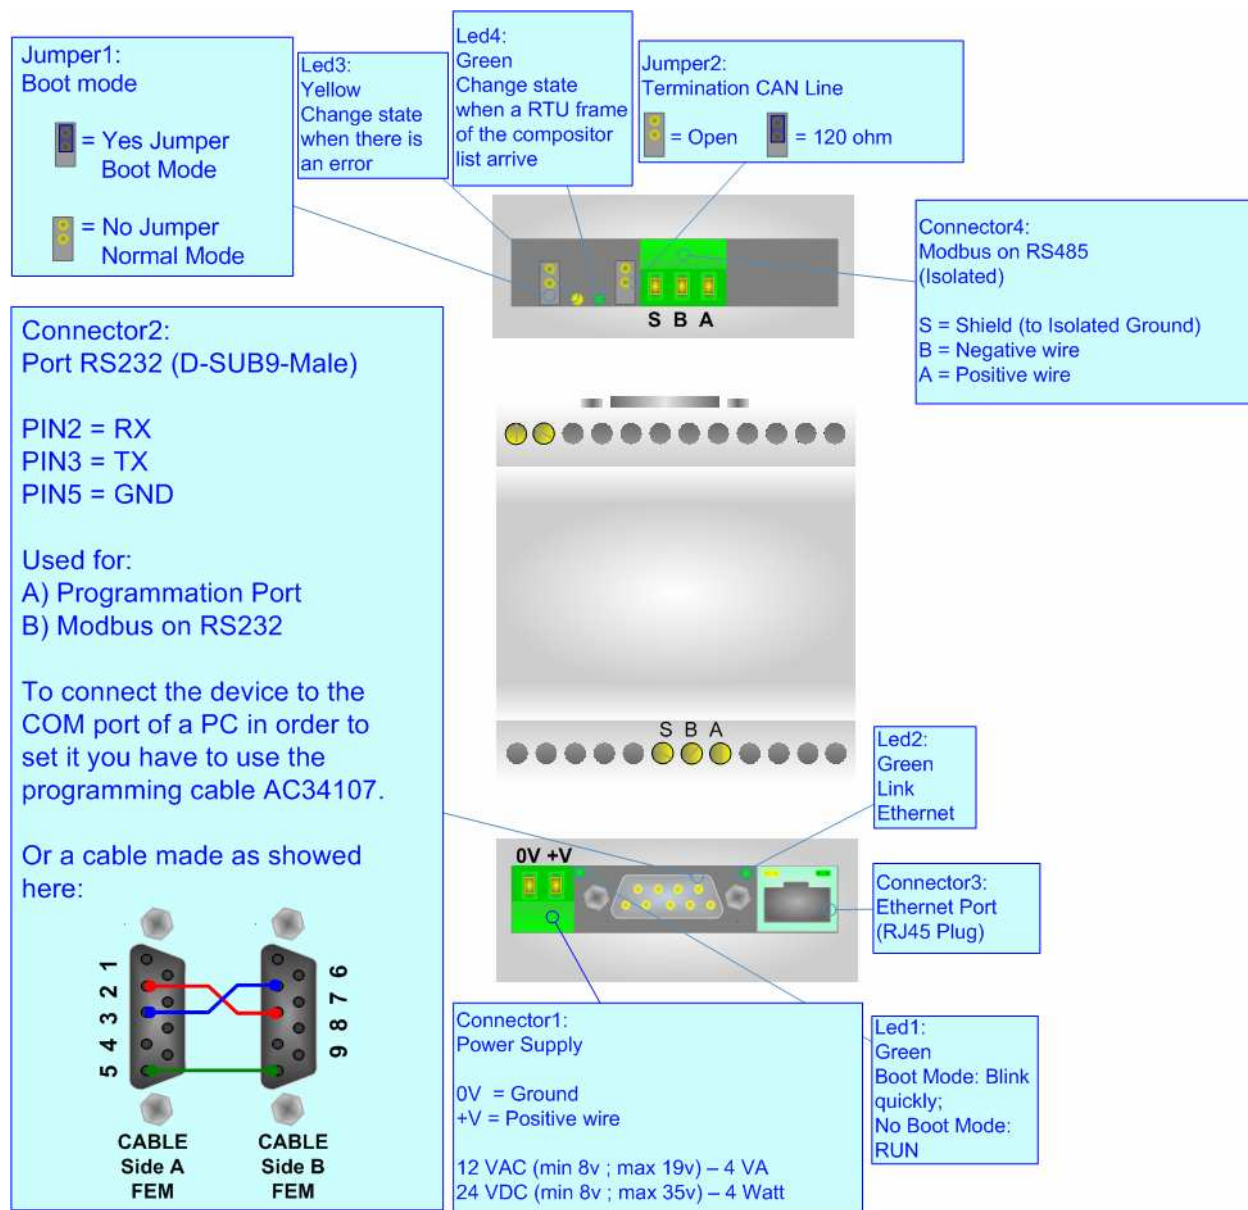 Jumper1:
Boot mode
= Yes Jumper
Boot Mode
= No Jumper
Normal Mode
Led3:
Yellow
Change state
when there is
an error
Led4:
Green
Change state
when a RTU frame
of the compositor
list arrive
Jumper2:
Termination CAN Line
= Open
= 120 ohm
S B A
Connector4:
Modbus on RS485
(Isolated)
S = Shield (to Isolated Ground)
B = Negative wire
A = Positive wire
Connector2:
Port RS232 (D-SUB9-Male)
PIN2 = RX
PIN3 = TX
PIN5 = GND
Used for:
A) Programmation Port
B) Modbus on RS232
To connect the device to the
COM port of a PC in order to
set it you have to use the
programming cable AC34107.
Or a cable made as showed
here:
1
2
3
4
5
6
7
8
9
CABLE
Side A
FEM
CABLE
Side B
FEM
S B A
Led2:
Green
Link
Ethernet
0V +V
Connector3:
Ethernet Port
(RJ45 Plug)
Connector1:
Power Supply
0V = Ground
+V = Positive wire
12 VAC (min 8v ; max 19v) – 4 VA
24 VDC (min 8v ; max 35v) – 4 Watt
Led1:
Green
Boot Mode: Blink
quickly;
No Boot Mode:
RUN